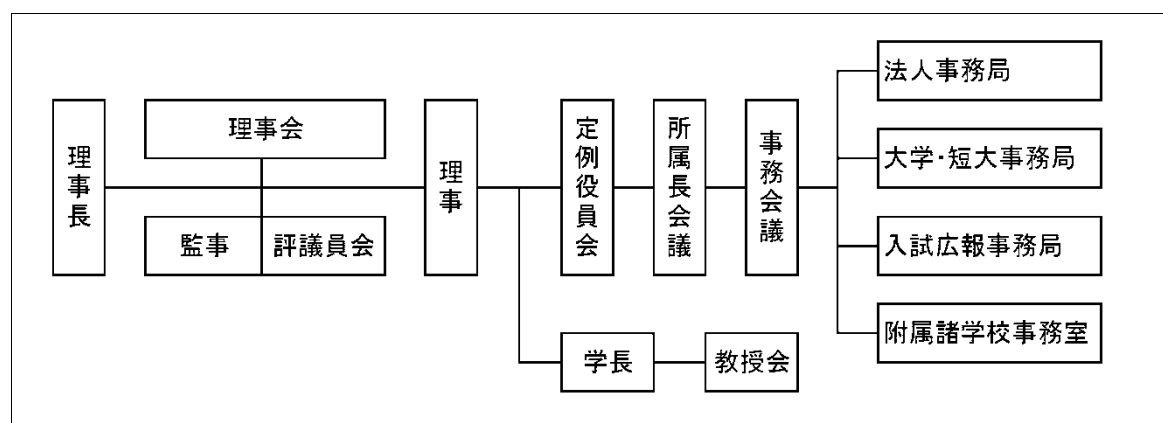 理事長
理事会
監事
評議員会
理事
定例役員会
所属長会議
事務会議
法人事務局
大学・短大事務局
入試広報事務局
附属諸学校事務室
学長
教授会